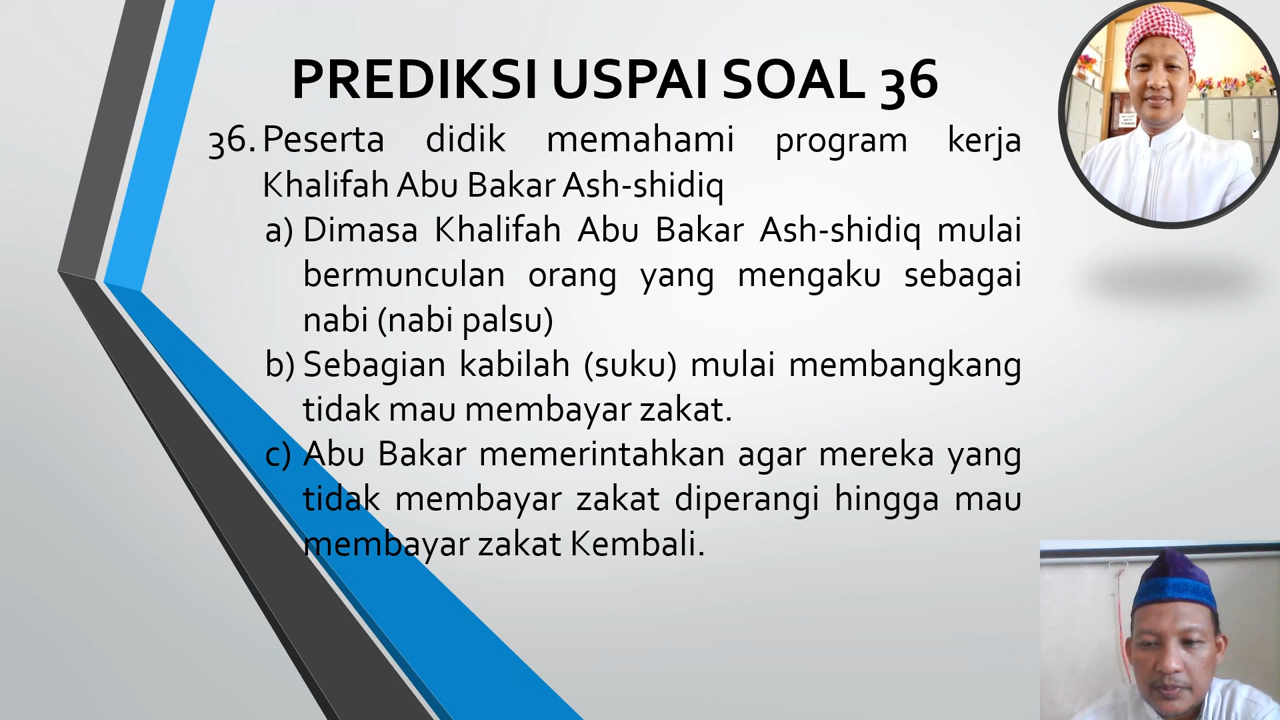 PREDIKSI USPAI SOAL 36
36. Peserta didik memahami program kerja
Khalifah Abu Bakar Ash-shidiq
a) Dimasa Khalifah Abu Bakar Ash-shidiq mulai
bermunculan orang yang mengaku sebagai
nabi (nabi palsu)
b) Sebagian kabilah (suku) mulai membangkang
tidak mau membayar zakat.
c) Abu Bakar memerintahkan agar mereka yang
tidak membayar zakat diperangi hingga mau
membayar zakat Kembali.